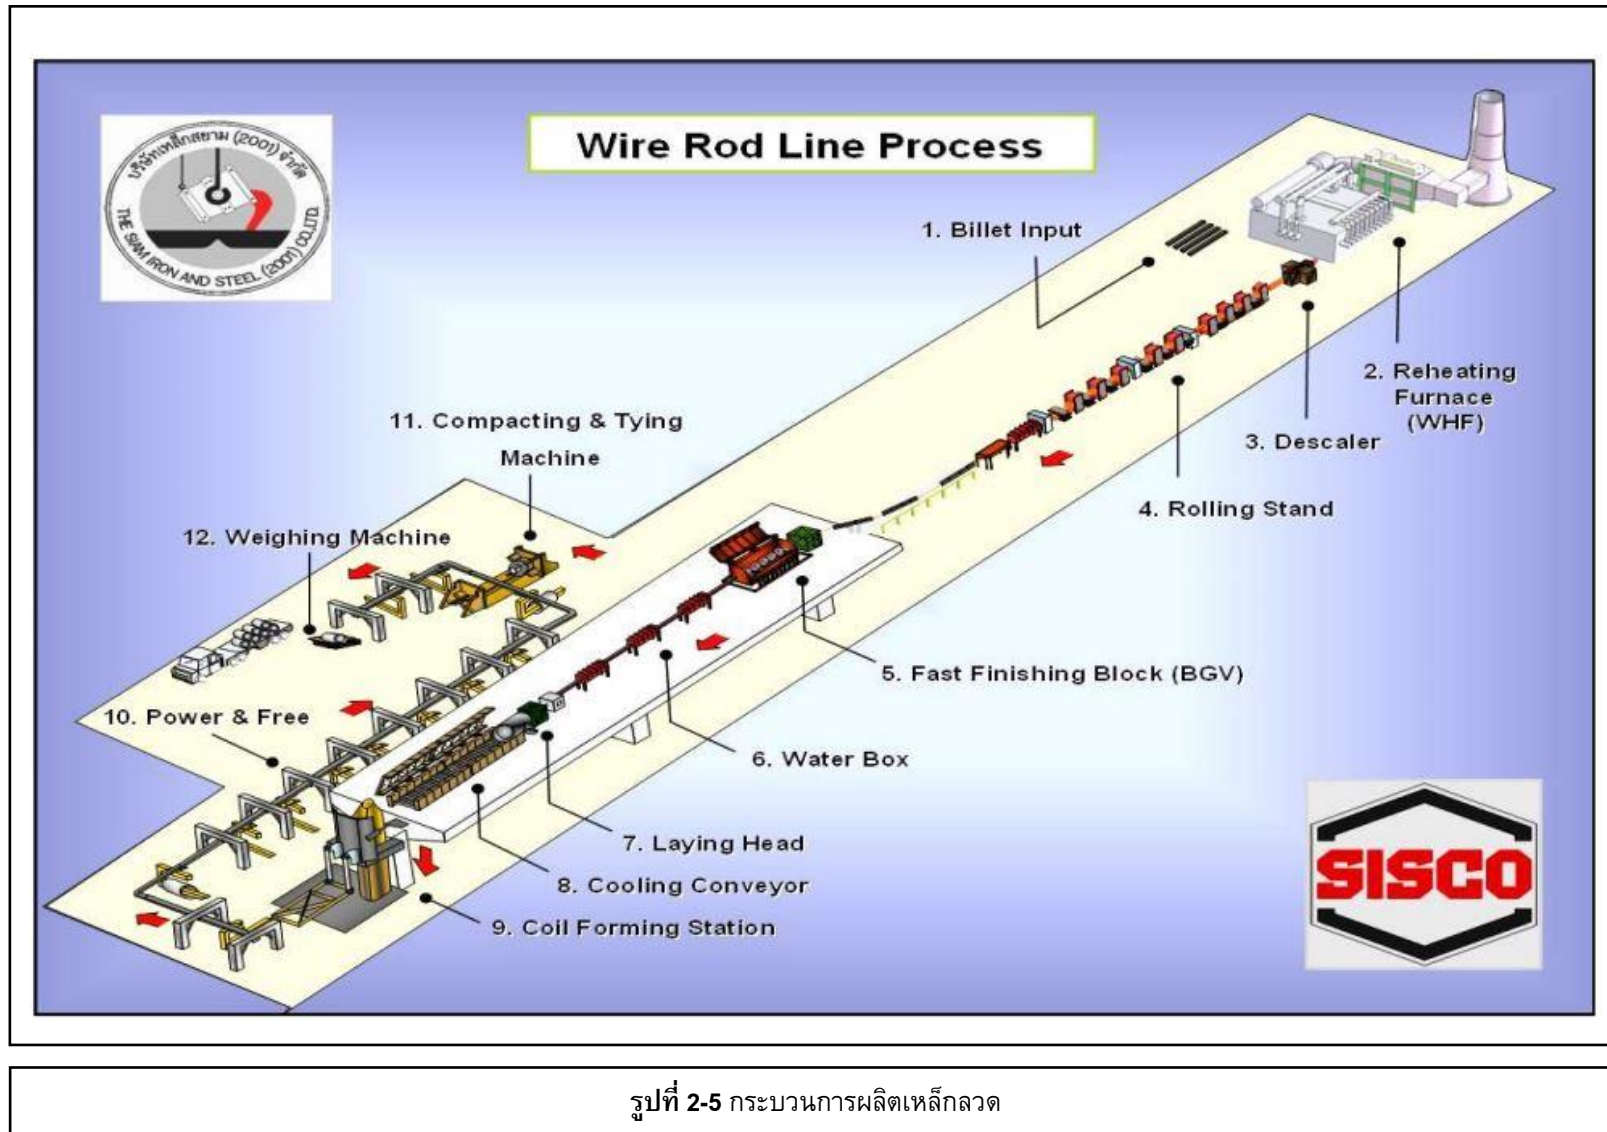 Wire Rod Line Process
บริษัทเหล็กสยาม (2001) จำกัด
THE SIAM IRON AND STEEL (2001) CO.,LTD.
1. Billet Input
2. Reheating
Furnace
(WHF)
3. Descaler
4. Rolling Stand
11. Compacting & Tying
Machine
12. Weighing Machine
5. Fast Finishing Block (BGV)
10. Power & Free
6. Water Box
7. Laying Head
8. Cooling Conveyor
9. Coil Forming Station
SISCO
รูปที่ 2-5 กระบวนการผลิตเหล็กลวด